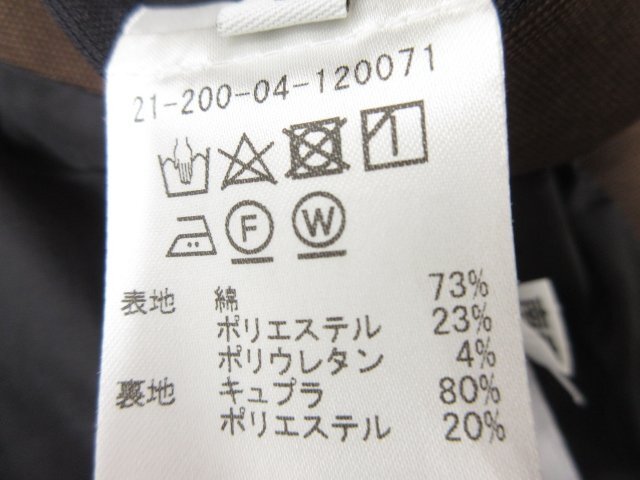 21-200-04-120071
F W
表地 綿 73%
ポリエステル 23%
ポリウレタン 4%
裏地 キュプラ 80%
ポリエステル 20%